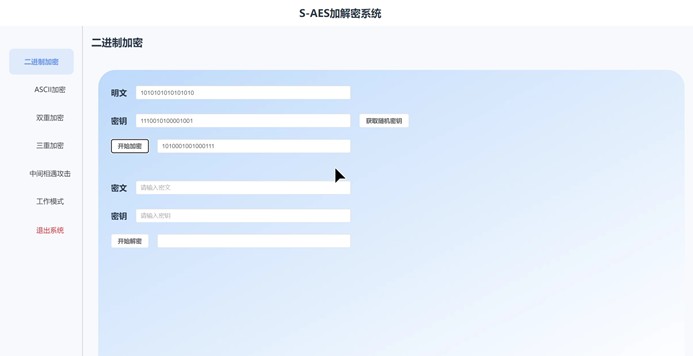 S-AES加解密系统
二进制加密
二进制加密
ASCII加密
双重加密
三重加密
中间相遇攻击
工作模式
退出系统
明文 1010101010101010
密钥 1110010100001001 获取随机密钥
开始加密 1010001001000111
密文 请输入密文
密钥 请输入密钥
开始解密